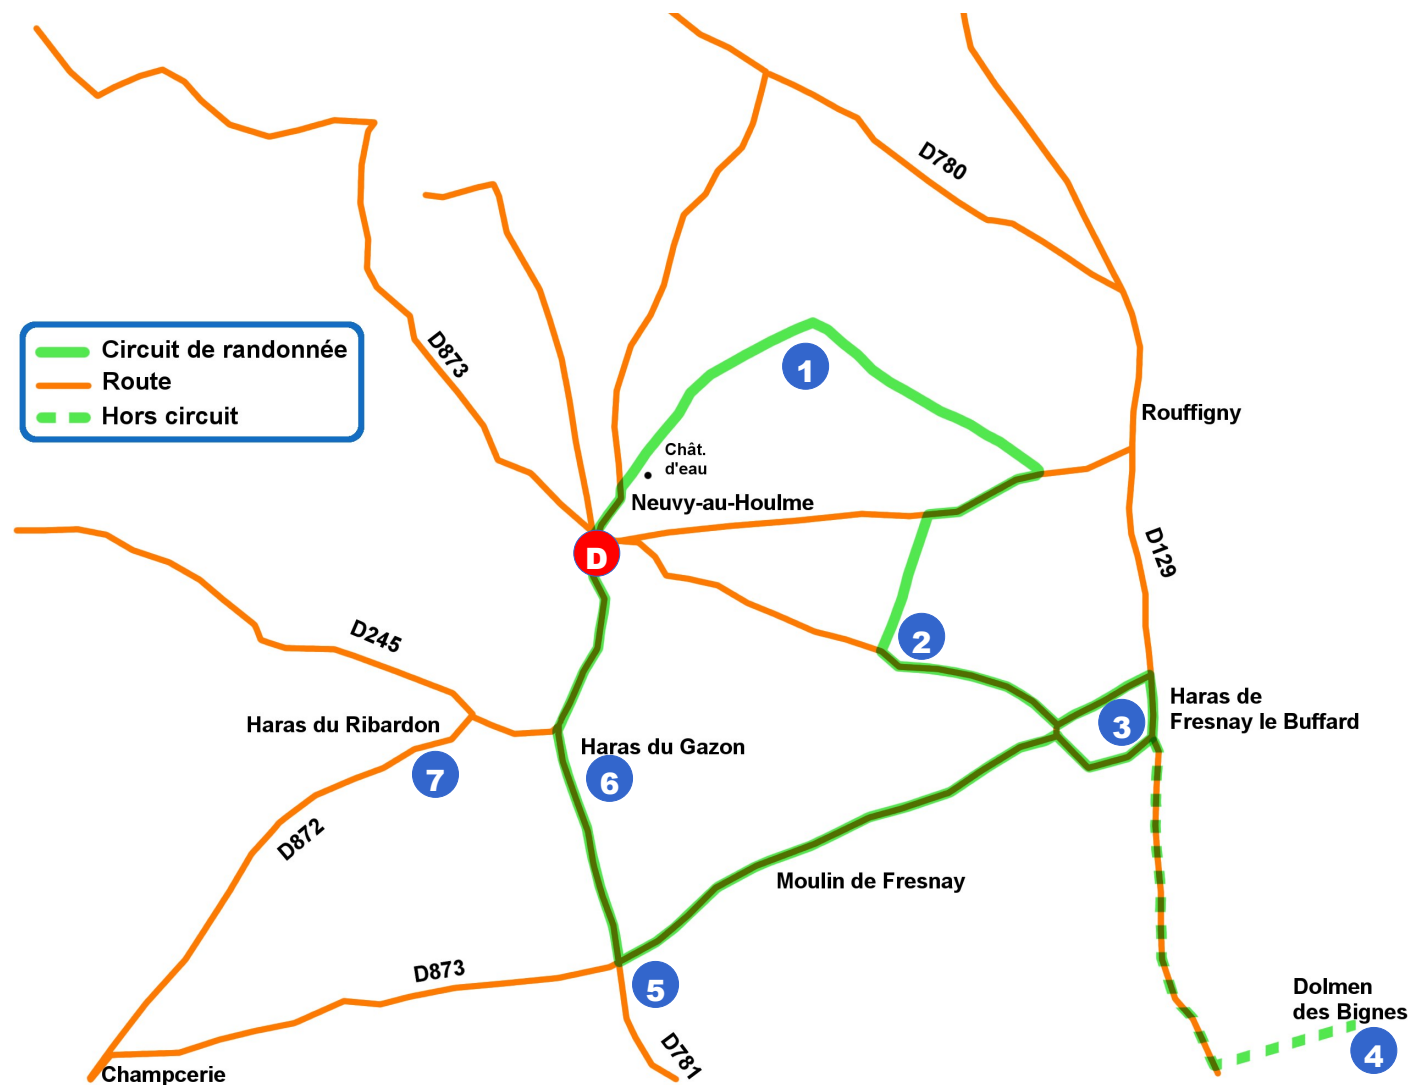 D780
Circuit de randonnée
Route
Hors circuit
D873
1
Rouffigny
Chât.
d'eau
Neuvy-au-Houlme
D
D129
D245
2
Haras de
Fresnay le Buffard
3
Haras du Ribardon
7
Haras du Gazon
6
D872
Moulin de Fresnay
D873
5
Dolmen
des Bignes
4
D781
Champcerie